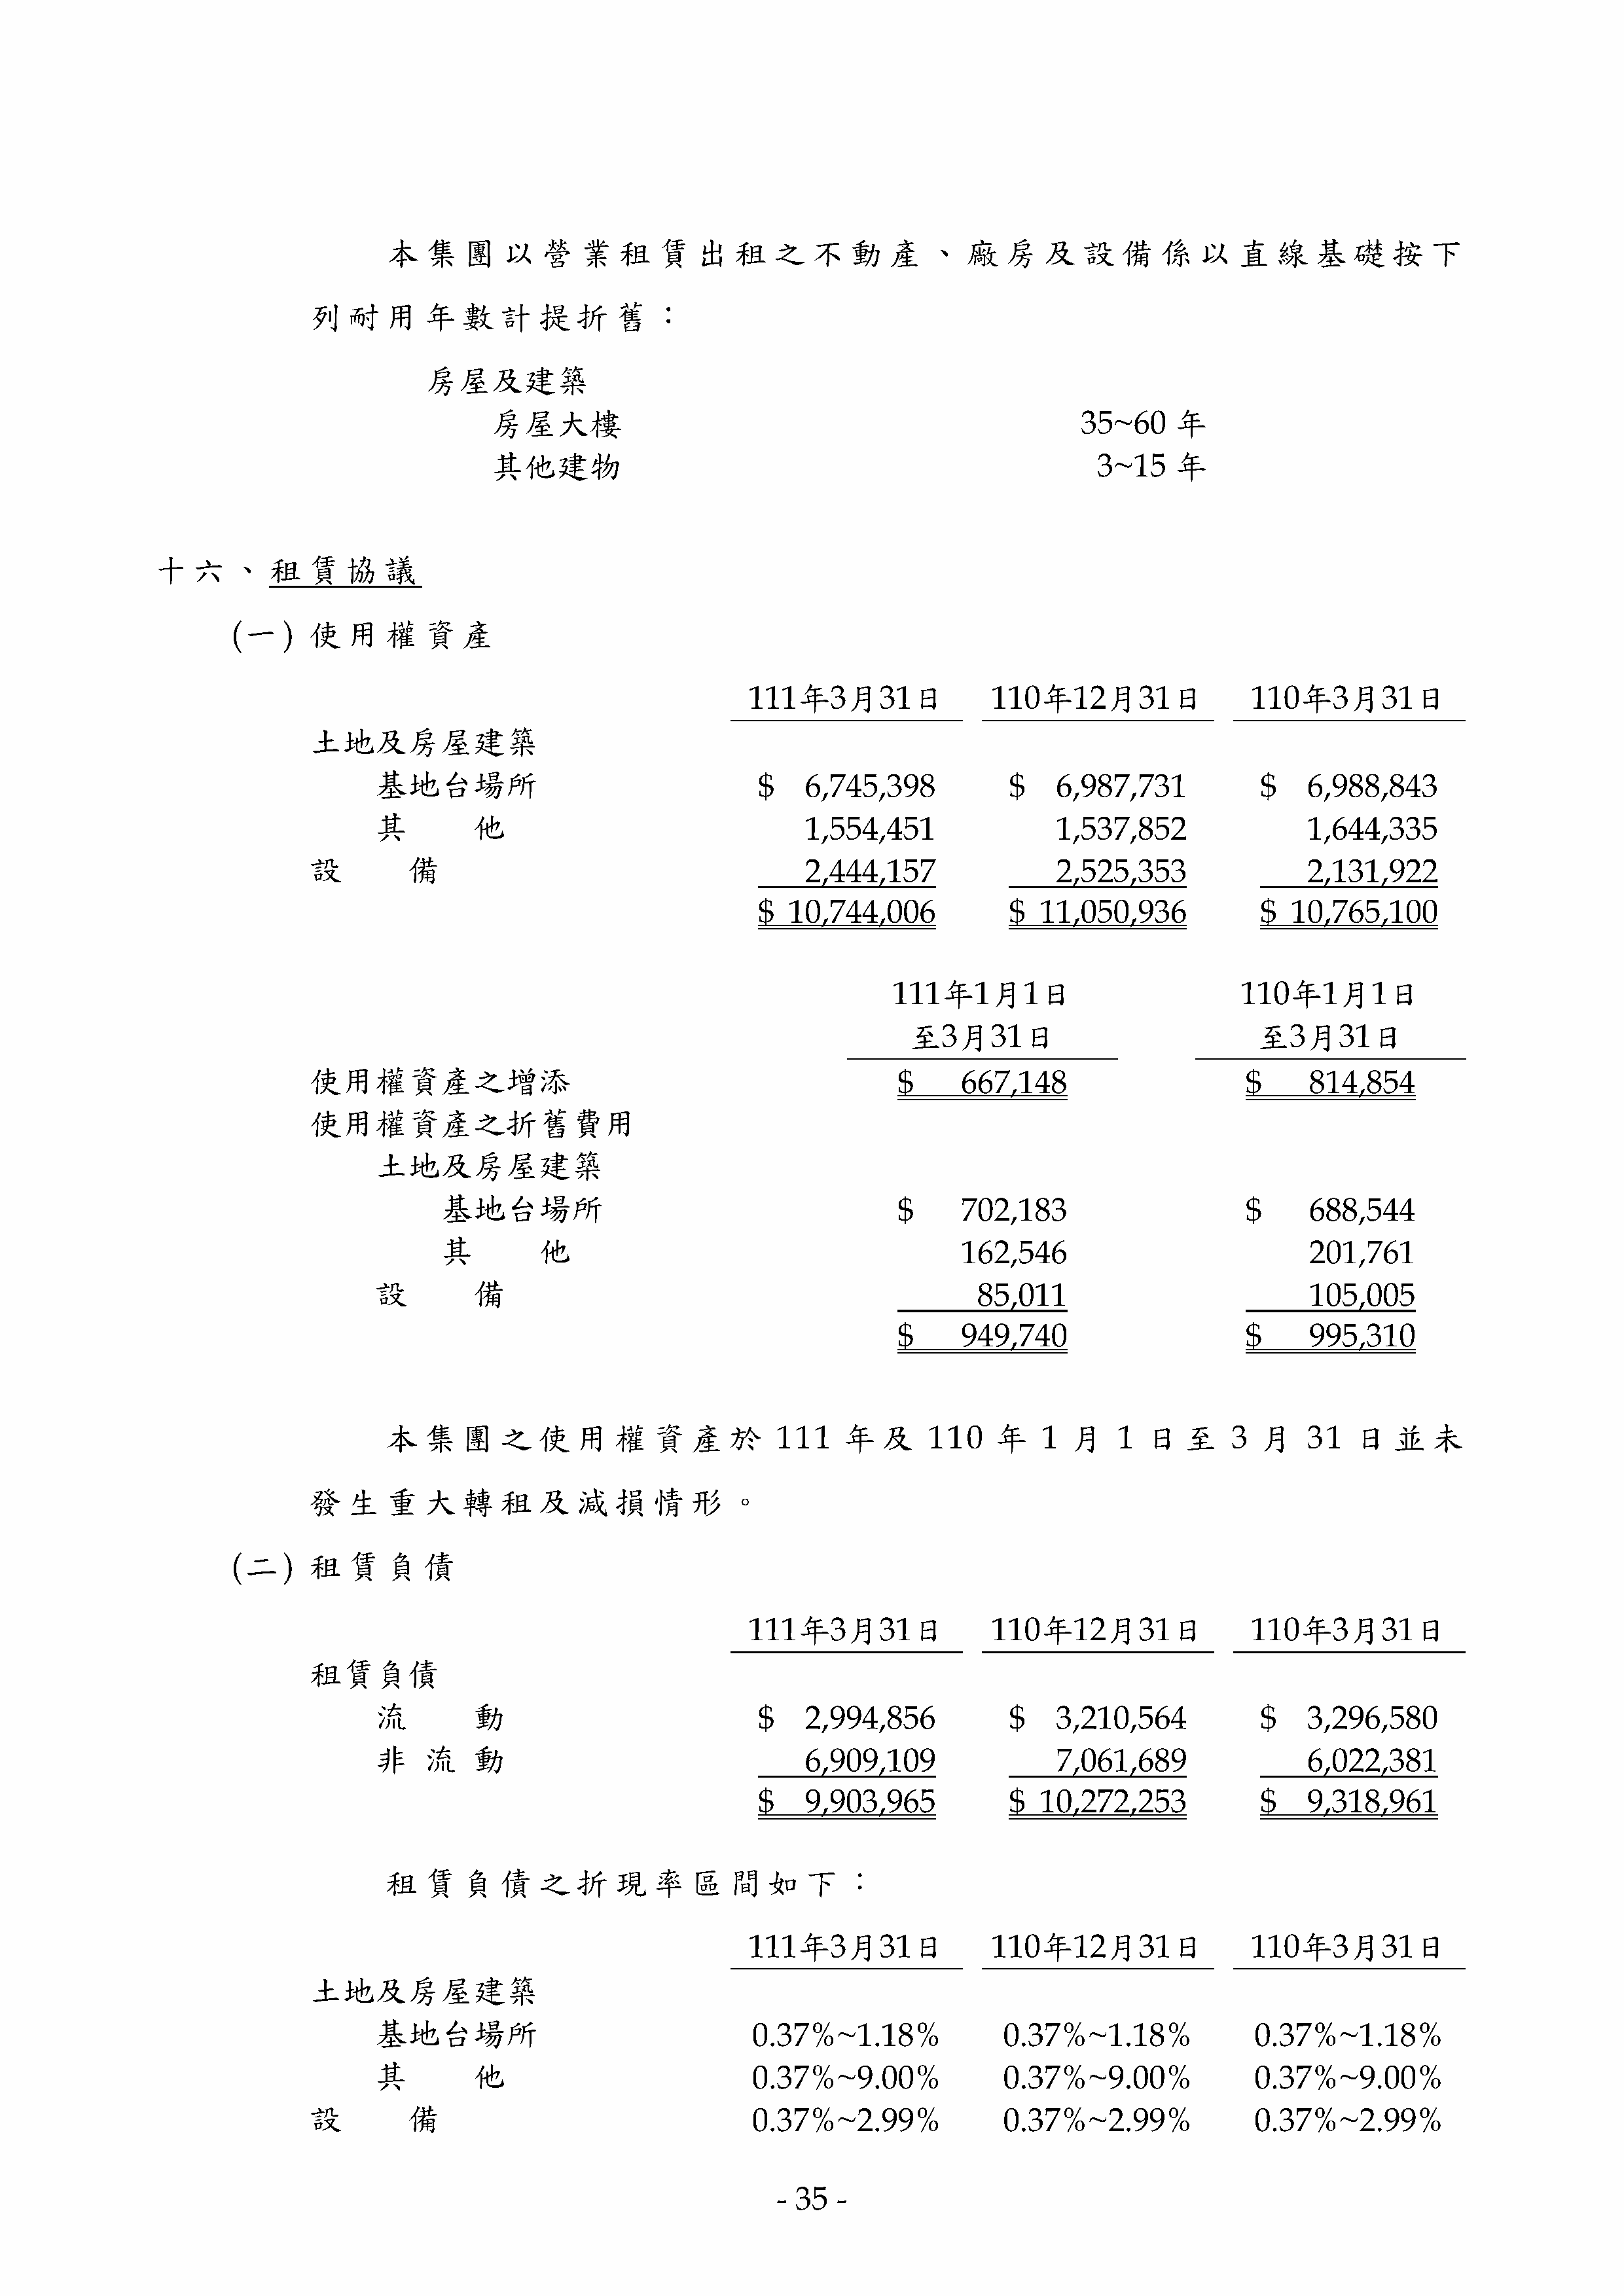 本集團以營業租賃出租之不動產、廠房及設備係以直線基礎按下
列耐用年數計提折舊：
房屋及建築
房屋大樓 35~60 年
其他建物 3~15 年
十六、租賃協議
(一) 使用權資產
111年3月31日 110年12月31日 110年3月31日
土地及房屋建築
基地台場所 $ 6,745,398 $ 6,987,731 $ 6,988,843
其 他 1,554,451 1,537,852 1,644,335
設 備 2,444,157 2,525,353 2,131,922
$ 10,744,006 $ 11,050,936 $ 10,765,100
111年1月1日 110年1月1日
至3月31日 至3月31日
使用權資產之增添 $ 667,148 $ 814,854
使用權資產之折舊費用
土地及房屋建築
基地台場所 $ 702,183 $ 688,544
其 他 162,546 201,761
設 備 85,011 105,005
$ 949,740 $ 995,310
本集團之使用權資產於 111 年及 110 年 1 月 1 日至 3 月 31 日並未
發生重大轉租及減損情形。
(二) 租賃負債
111年3月31日 110年12月31日 110年3月31日
租賃負債
流 動 $ 2,994,856 $ 3,210,564 $ 3,296,580
非 流 動 6,909,109 7,061,689 6,022,381
$ 9,903,965 $ 10,272,253 $ 9,318,961
租賃負債之折現率區間如下：
111年3月31日 110年12月31日 110年3月31日
土地及房屋建築
基地台場所 0.37%~1.18% 0.37%~1.18% 0.37%~1.18%
其 他 0.37%~9.00% 0.37%~9.00% 0.37%~9.00%
設 備 0.37%~2.99% 0.37%~2.99% 0.37%~2.99%
- 35 -